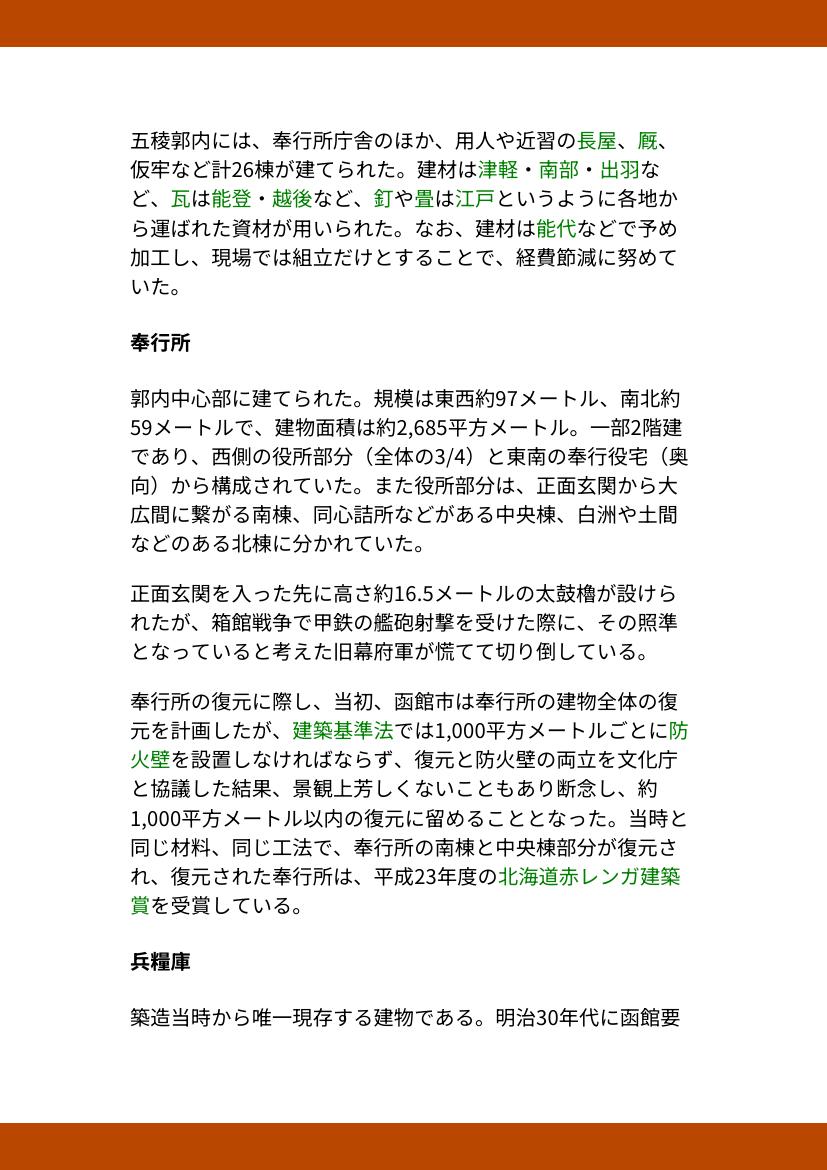 五稜郭内には、奉行所庁舎のほか、用人や近習の長屋、厩、
仮牢など計26棟が建てられた。建材は津軽・南部・出羽な
ど、瓦は能登・越後など、釘や畳は江戸というように各地か
ら運ばれた資材が用いられた。なお、建材は能代などで予め
加工し、現場では組立だけとすることで、経費節減に努めて
いた。
奉行所
郭内中心部に建てられた。規模は東西約97メートル、南北約
59メートルで、建物面積は約2,685平方メートル。一部2階建
であり、西側の役所部分（全体の3/4）と東南の奉行役宅（奥
向）から構成されていた。また役所部分は、正面玄関から大
広間に繋がる南棟、同心詰所などがある中央棟、白洲や土間
などのある北棟に分かれていた。
正面玄関を入った先に高さ約16.5メートルの太鼓櫓が設けら
れたが、箱館戦争で甲鉄の艦砲射撃を受けた際に、その照準
となっていると考えた旧幕府軍が慌てて切り倒している。
奉行所の復元に際し、当初、函館市は奉行所の建物全体の復
元を計画したが、建築基準法では1,000平方メートルごとに防
火壁を設置しなければならず、復元と防火壁の両立を文化庁
と協議した結果、景観上芳しくないこともあり断念し、約
1,000平方メートル以内の復元に留めることとなった。当時と
同じ材料、同じ工法で、奉行所の南棟と中央棟部分が復元さ
れ、復元された奉行所は、平成23年度の北海道赤レンガ建築
賞を受賞している。
兵糧庫
築造当時から唯一現存する建物である。明治30年代に函館要